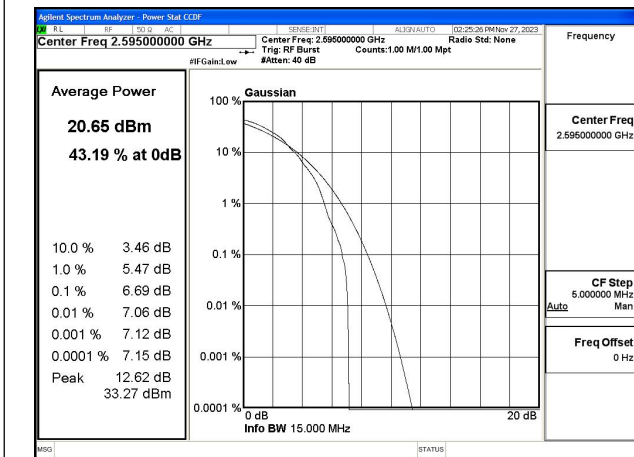 Agilent Spectrum Analyzer - Power Stat CCDF
RL RF 50 Ω AC SENSE:INT ALIGN AUTO 02:25:26 PM Nov 27, 2023
Center Freq 2.595000000 GHz
Center Freq: 2.595000000 GHz Radio Std: None
Trig: RF Burst Counts:1.00 M/1.00 Mpt
#IFGain:Low #Atten: 40 dB
Frequency
Average Power
20.65 dBm
43.19 % at 0dB
10.0 % 3.46 dB
1.0 % 5.47 dB
0.1 % 6.69 dB
0.01 % 7.06 dB
0.001 % 7.12 dB
0.0001 % 7.15 dB
Peak 12.62 dB
33.27 dBm
Gaussian
100 %
10 %
1 %
0.1 %
0.01 %
0.001 %
0.0001 %
0 dB 20 dB
Info BW 15.000 MHz
Center Freq
2.595000000 GHz
CF Step
5.000000 MHz
Auto Man
Freq Offset
0 Hz
MSG STATUS